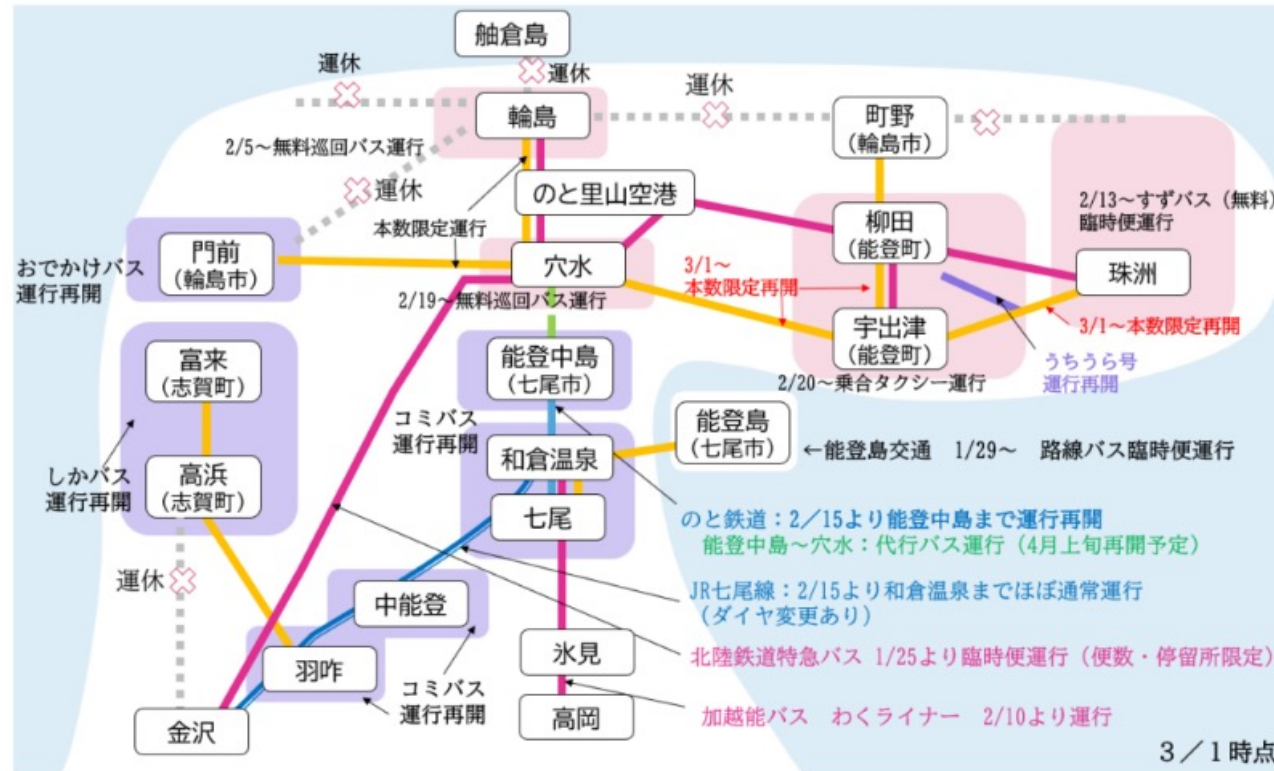 舳倉島
運休
運休
運休
輪島
町野
(輪島市)
2/5~無料巡回バス運行
運休
のと里山空港
2/13~すずバス(無料)
臨時便運行
柳田
(能登町)
本数限定運行
門前
(輪島市)
おでかけバス
運行再開
穴水
3/1~
本数限定再開
珠洲
2/19~無料巡回バス運行
宇出津
(能登町)
3/1~本数限定再開
富来
(志賀町)
能登中島
(七尾市)
うちうら号
運行再開
2/20~乗合タクシー運行
コミバス
運行再開
能登島
(七尾市)
←能登島交通 1/29~ 路線バス臨時便運行
和倉温泉
しかバス
運行再開
高浜
(志賀町)
七尾
のと鉄道:2/15より能登中島まで運行再開
能登中島~穴水:代行バス運行(4月上旬再開予定)
運休
JR七尾線:2/15より和倉温泉までほぼ通常運行
(ダイヤ変更あり)
中能登
氷見
北陸鉄道特急バス 1/25より臨時便運行(便数・停留所限定)
羽咋
コミバス
運行再開
高岡
加越能バス わくライナー 2/10より運行
金沢
3/1時点